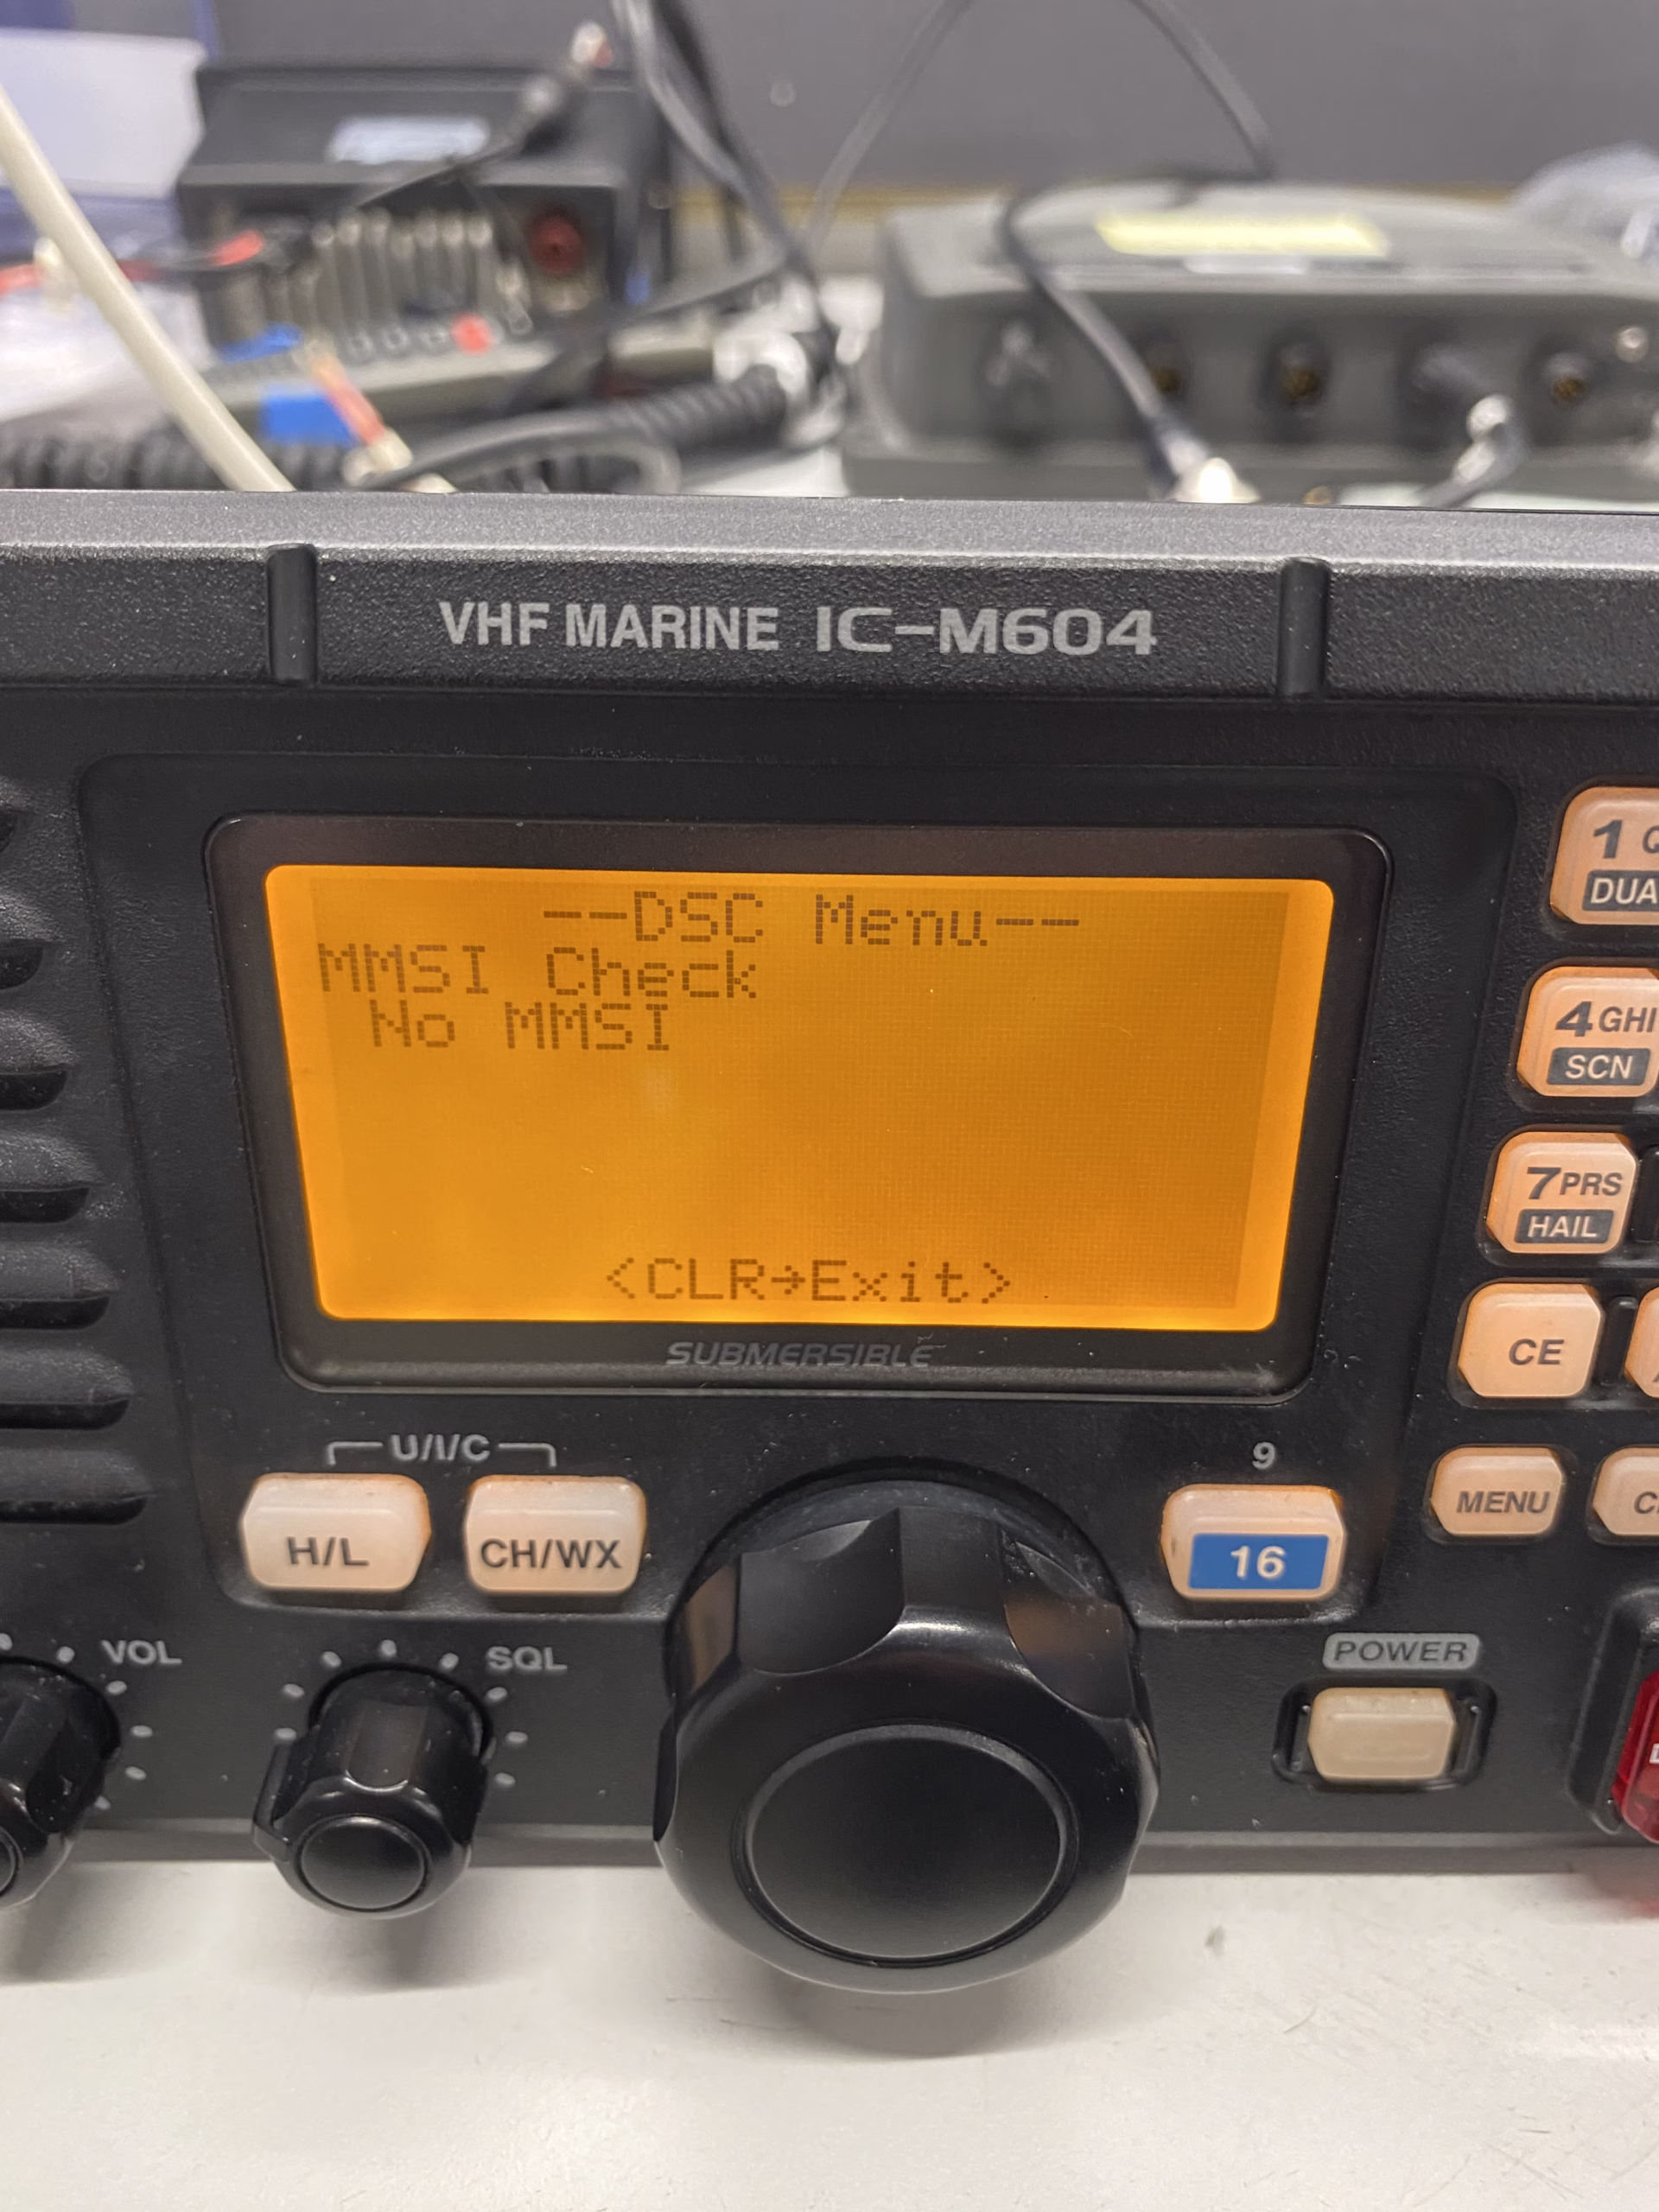 VHF MARINE IC-M604
--DSC Menu--
MMSI Check
No MMSI
<CLR→Exit>
SUBMERSIBLE
U/I/C
H/L
CH/WX
9
16
VOL
SQL
POWER
1
4 GHI
SCN
7 PRS
HAIL
CE
MENU